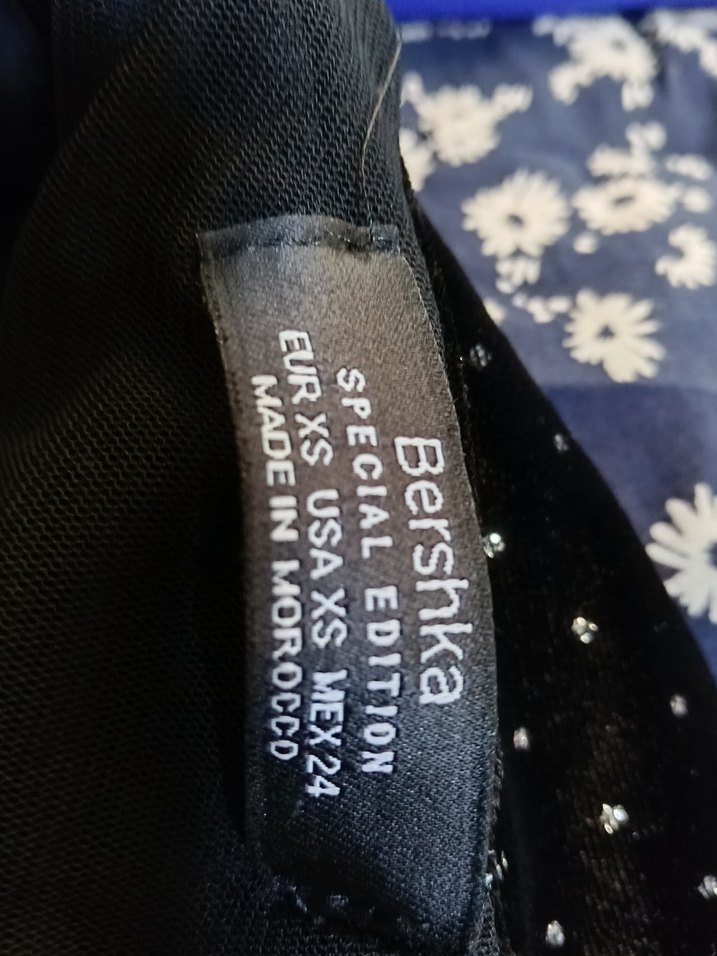 Bershka
SPECIAL EDITION
EUR XS USA XS MEX 24
MADE IN MOROCCO